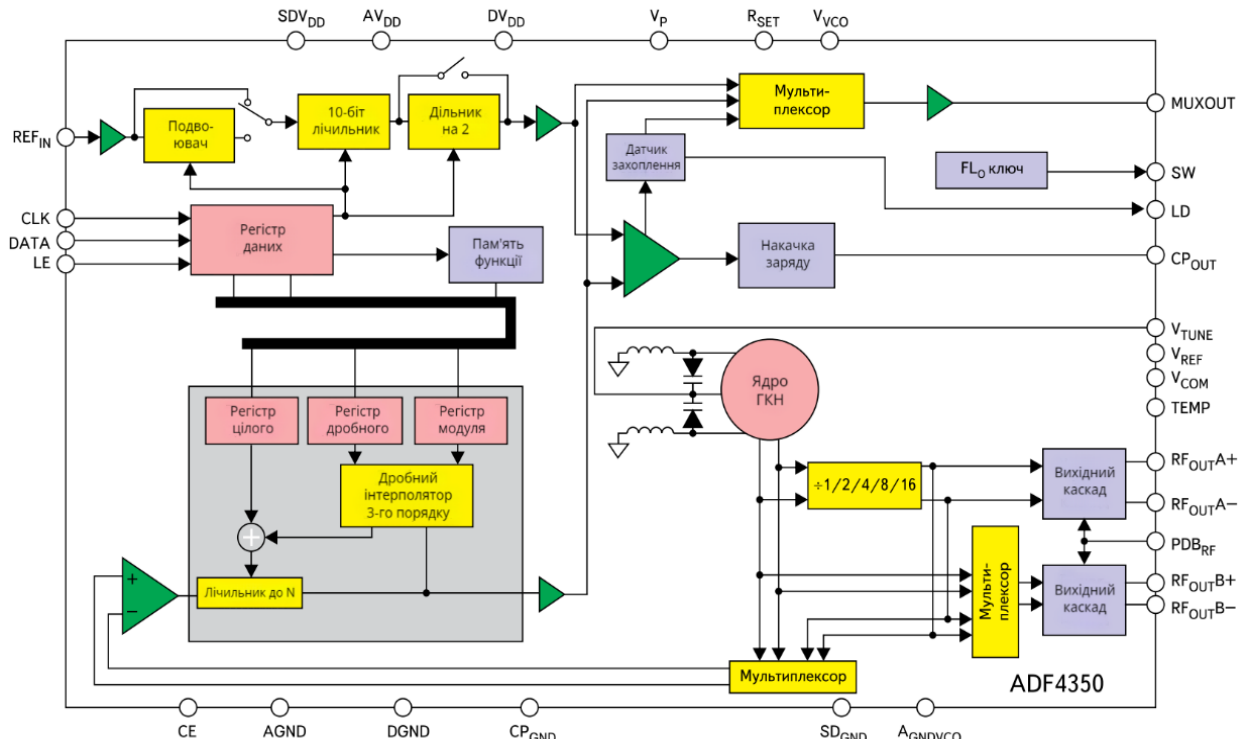 SDVDD AVDD DVDD VP RSET VVCO
REFIN
Подво-
ювач
10-біт
лічильник
Дільник
на 2
Мульти-
плексор
MUXOUT
Датчик
захоплення
FLO ключ
SW
LD
CLK
DATA
LE
Регістр
даних
Пам'ять
функції
Накачка
заряду
CPOUT
VTUNE
VREF
VCOM
TEMP
Ядро
ГКН
Регістр
цілого
Регістр
дробного
Регістр
модуля
Дробний
інтерполятор
3-го порядку
+
−
Лічильник до N
÷1/2/4/8/16
Вихідний
каскад
RFOUTA+
RFOUTA−
PDBRF
Мульти-
плексор
Вихідний
каскад
RFOUTB+
RFOUTB−
Мультиплексор
ADF4350
CE AGND DGND CPGND SDGND AGNDVCO